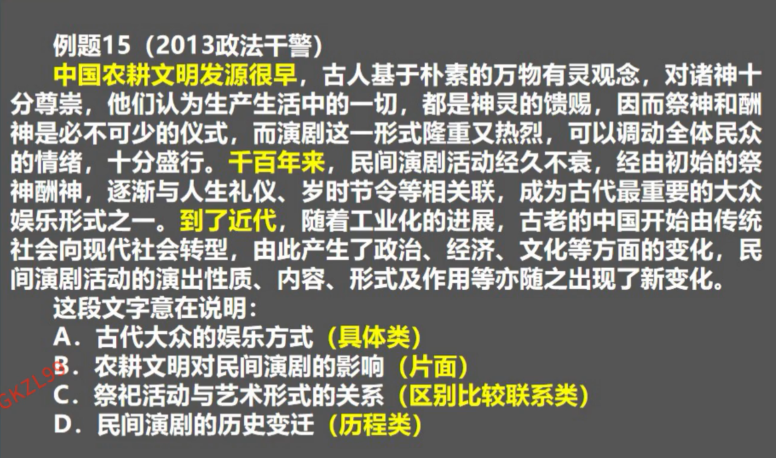 例题15（2013政法干警）
中国农耕文明发源很早，古人基于朴素的万物有灵观念，对诸神十
分尊崇，他们认为生产生活中的一切，都是神灵的馈赐，因而祭神和酬
神是必不可少的仪式，而演剧这一形式隆重又热烈，可以调动全体民众
的情绪，十分盛行。千百年来，民间演剧活动经久不衰，经由初始的祭
神酬神，逐渐与人生礼仪、岁时节令等相关联，成为古代最重要的大众
娱乐形式之一。到了近代，随着工业化的进展，古老的中国开始由传统
社会向现代社会转型，由此产生了政治、经济、文化等方面的变化，民
间演剧活动的演出性质、内容、形式及作用等亦随之出现了新变化。
这段文字意在说明：
A．古代大众的娱乐方式（具体类）
B．农耕文明对民间演剧的影响（片面）
C．祭祀活动与艺术形式的关系（区别比较联系类）
D．民间演剧的历史变迁（历程类）
GKZL99